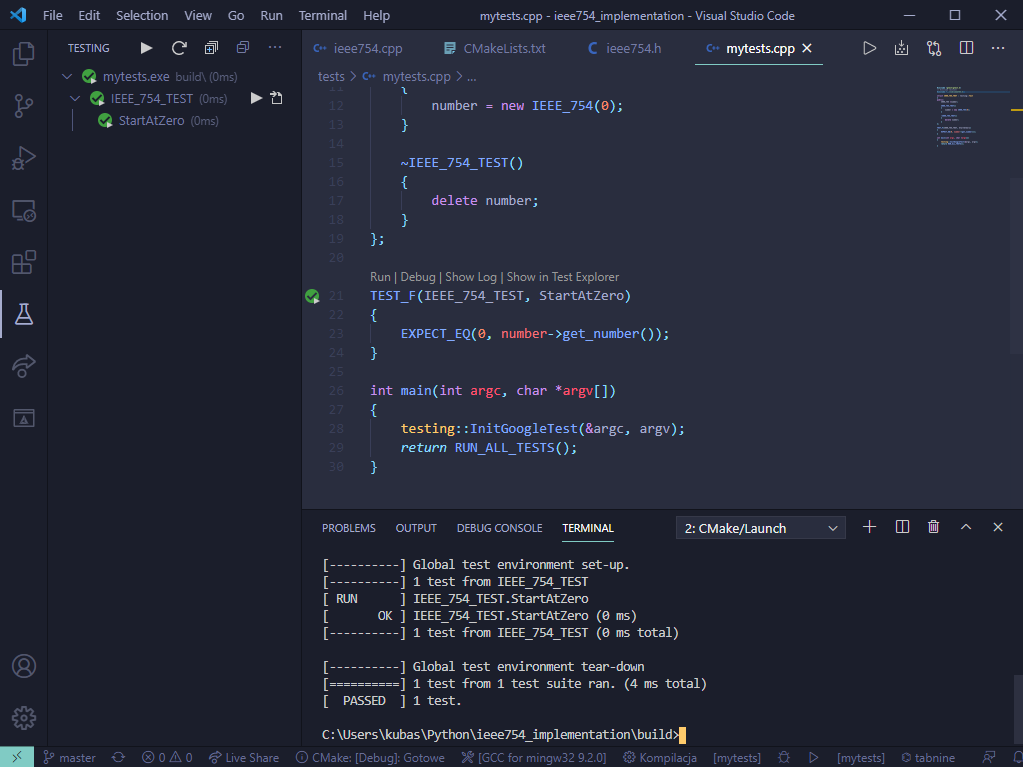 File Edit Selection View Go Run Terminal Help mytests.cpp - ieee754_implementation - Visual Studio Code
TESTING
mytests.exe build\ (0ms)
IEEE_754_TEST (0ms)
StartAtZero (0ms)
ieee754.cpp CMakeLists.txt ieee754.h mytests.cpp
tests > mytests.cpp > ...
11 {
12 number = new IEEE_754(0);
13 }
14
15 ~IEEE_754_TEST()
16 {
17 delete number;
18 }
19 };
20
Run | Debug | Show Log | Show in Test Explorer
21 TEST_F(IEEE_754_TEST, StartAtZero)
22 {
23 EXPECT_EQ(0, number->get_number());
24 }
25
26 int main(int argc, char *argv[])
27 {
28 testing::InitGoogleTest(&argc, argv);
29 return RUN_ALL_TESTS();
30 }
PROBLEMS OUTPUT DEBUG CONSOLE TERMINAL 2: CMake/Launch
[----------] Global test environment set-up.
[----------] 1 test from IEEE_754_TEST
[ RUN      ] IEEE_754_TEST.StartAtZero
[       OK ] IEEE_754_TEST.StartAtZero (0 ms)
[----------] 1 test from IEEE_754_TEST (0 ms total)
[----------] Global test environment tear-down
[==========] 1 test from 1 test suite ran. (4 ms total)
[  PASSED  ] 1 test.
C:\Users\kubas\Python\ieee754_implementation\build>
master 0 0 Live Share CMake: [Debug]: Gotowe [GCC for mingw32 9.2.0] Kompilacja [mytests] [mytests] tabnine